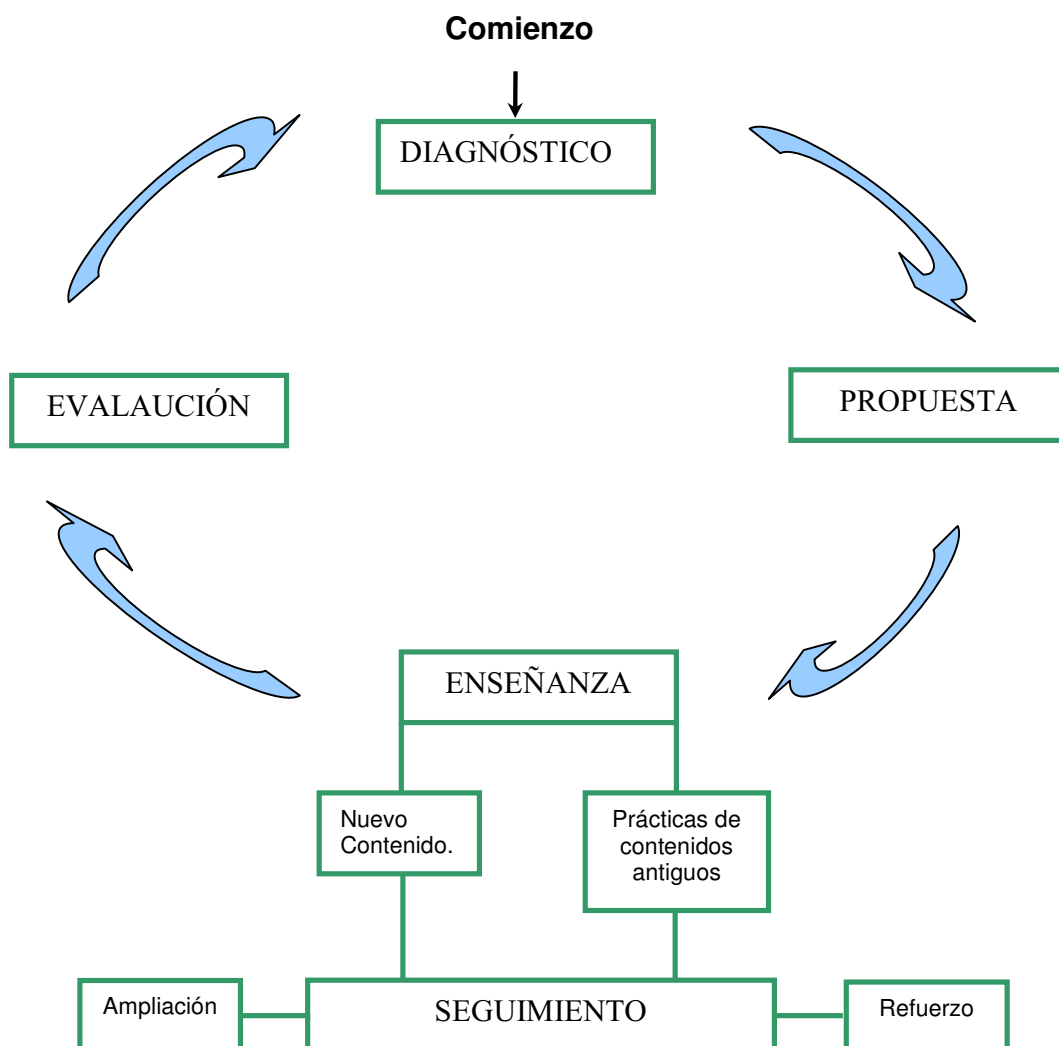 Comienzo
DIAGNÓSTICO
EVALAUCIÓN
PROPUESTA
ENSEÑANZA
Nuevo
Contenido.
Prácticas de
contenidos
antiguos
Ampliación
SEGUIMIENTO
Refuerzo